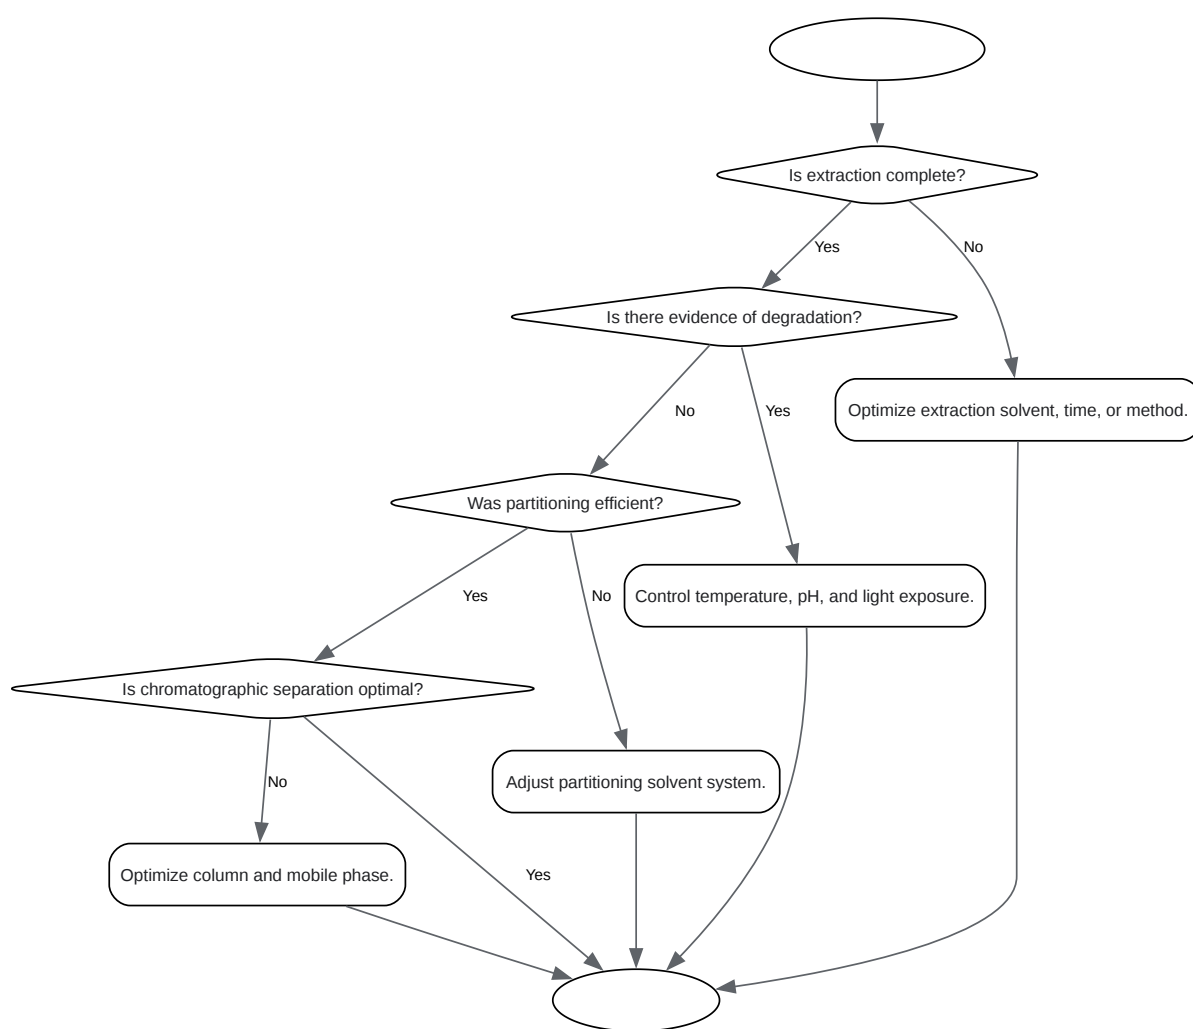 Is extraction complete?
Yes
No
Is there evidence of degradation?
No
Yes
Optimize extraction solvent, time, or method.
Was partitioning efficient?
Yes
No
Control temperature, pH, and light exposure.
Is chromatographic separation optimal?
No
Adjust partitioning solvent system.
Optimize column and mobile phase.
Yes